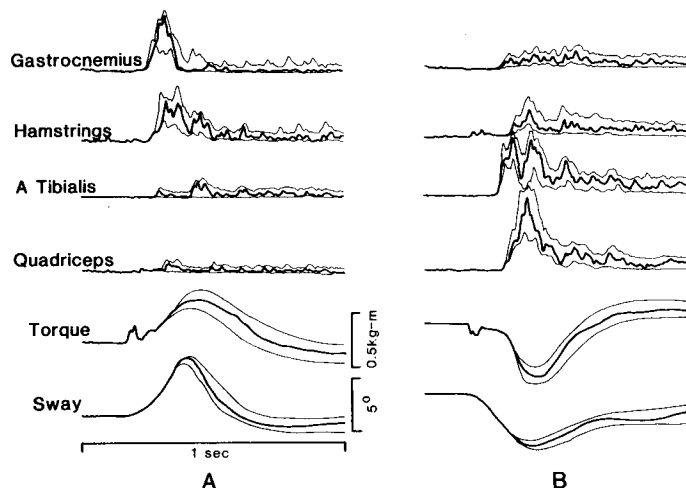 Gastrocnemius
Hamstrings
A Tibialis
Quadriceps
Torque
0.5kg-m
Sway
5°
1 sec
A
B